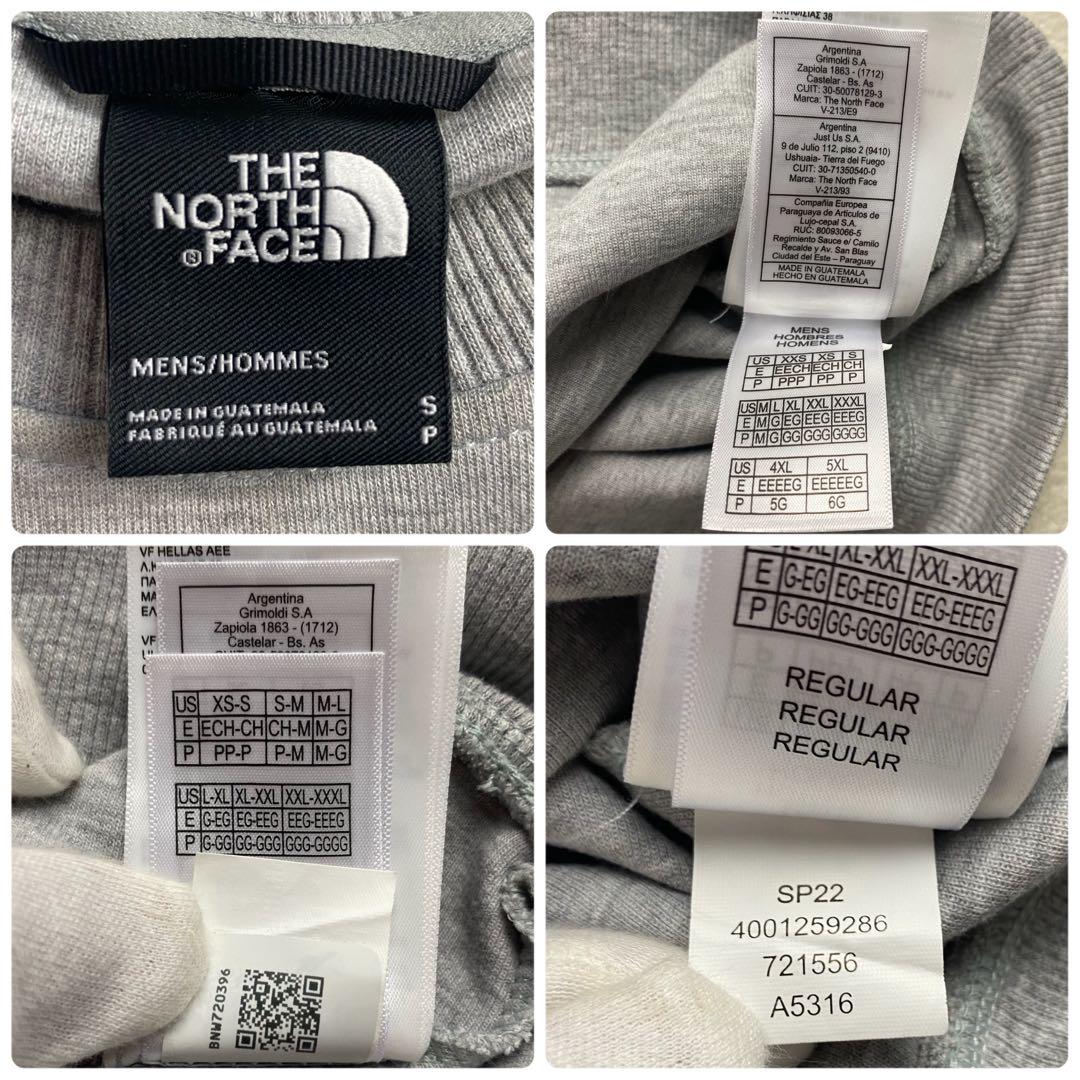 THE
NORTH
FACE
®
MENS/HOMMES
MADE IN GUATEMALA S
FABRIQUÉ AU GUATEMALA P
38
Argentina
Grimoldi S.A
Zapiola 1863 - (1712)
Castelar - Bs. As
CUIT: 30-50078129-3
Marca: The North Face
V-213/E9
Argentina
Just Us S.A.
9 de Julio 112, piso 2 (9410)
Ushuaia- Tierra del Fuego
CUIT: 30-71350540-0
Marca: The North Face
V-213/93
Compañía Europea
Paraguaya de Artículos de
Lujo-cepal S.A.
RUC: 80093066-5
Regimiento Sauce e/ Camilo
Recalde y Av. San Blas
Ciudad del Este – Paraguay
MADE IN GUATEMALA
HECHO EN GUATEMALA
MENS
HOMBRES
HOMENS
US XXS XS S
E EECH ECH CH
P PPP PP P
US M L XL XXL XXXL
E M G EG EEG EEEG
P M G GG GGG GGGG
US 4XL 5XL
E EEEEG EEEEEG
P 5G 6G
VF HELLAS AEE
Argentina
Grimoldi S.A
Zapiola 1863 - (1712)
Castelar - Bs. As
US XS-S S-M M-L
E ECH-CH CH-M M-G
P PP-P P-M M-G
US L-XL XL-XXL XXL-XXXL
E G-EG EG-EEG EEG-EEEG
P G-GG GG-GGG GGG-GGGG
BNW720396
XL-XXL XXL-XXXL
E G-EG EG-EEG EEG-EEEG
P G-GG GG-GGG GGG-GGGG
REGULAR
REGULAR
REGULAR
SP22
4001259286
721556
A5316